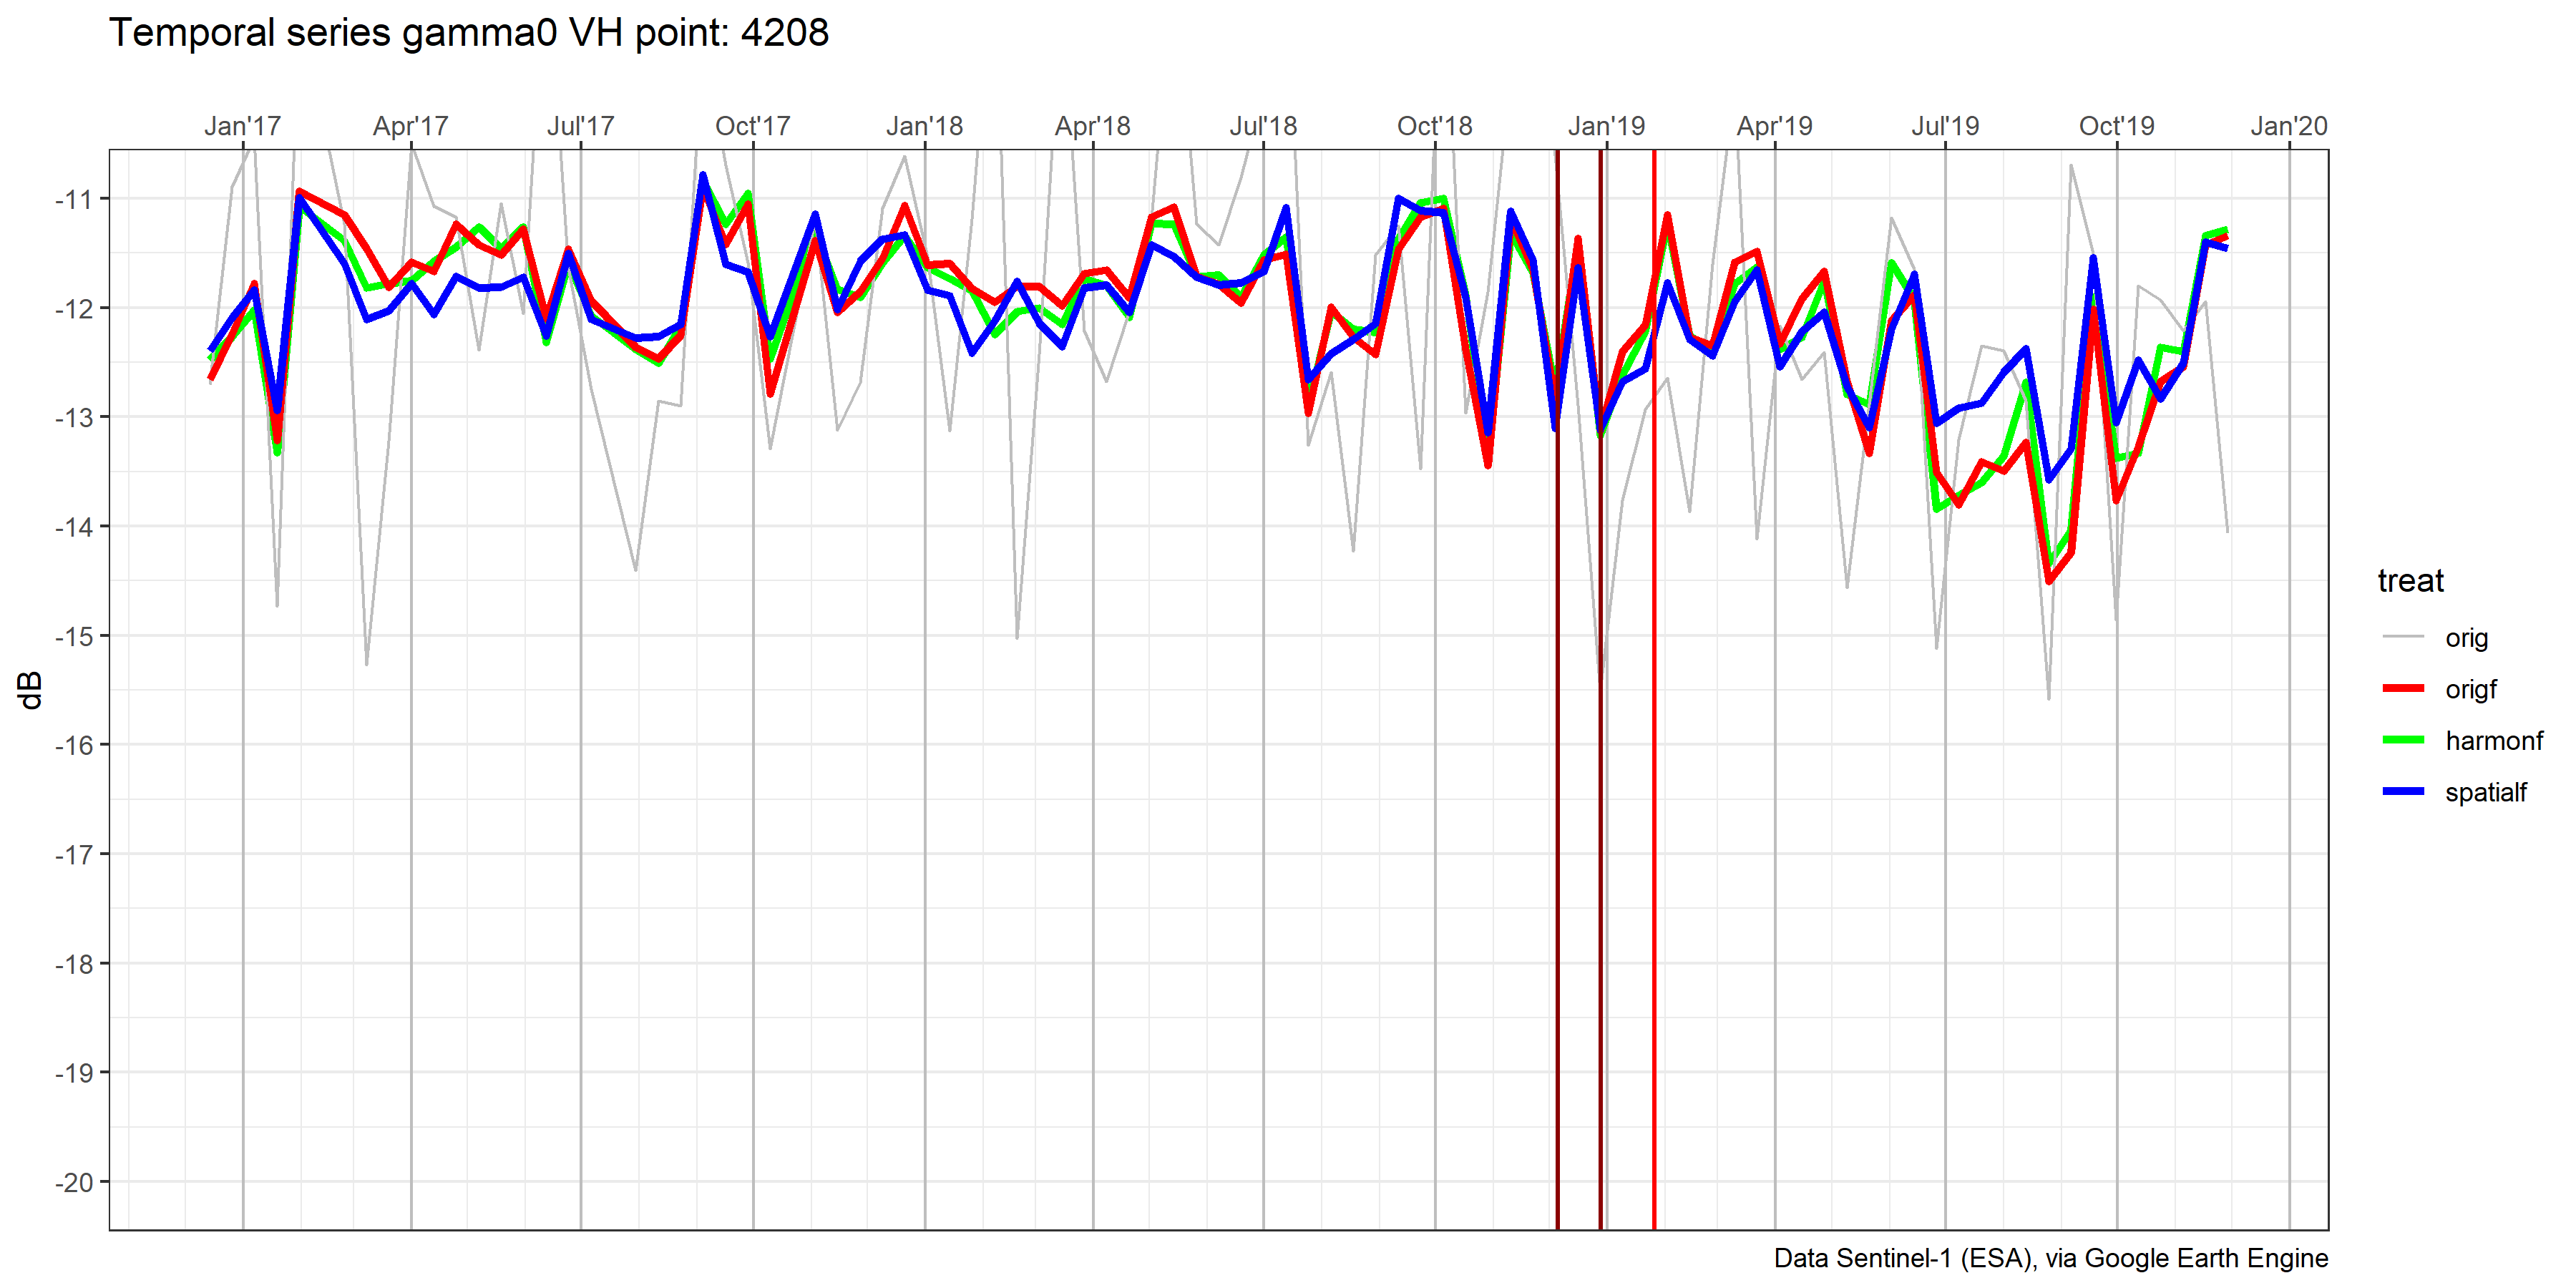 Temporal series gamma0 VH point: 4208
Jan'17 Apr'17 Jul'17 Oct'17 Jan'18 Apr'18 Jul'18 Oct'18 Jan'19 Apr'19 Jul'19 Oct'19 Jan'20
-11
-12
-13
-14
-15
-16
-17
-18
-19
-20
dB
treat
orig
origf
harmonf
spatialf
Data Sentinel-1 (ESA), via Google Earth Engine